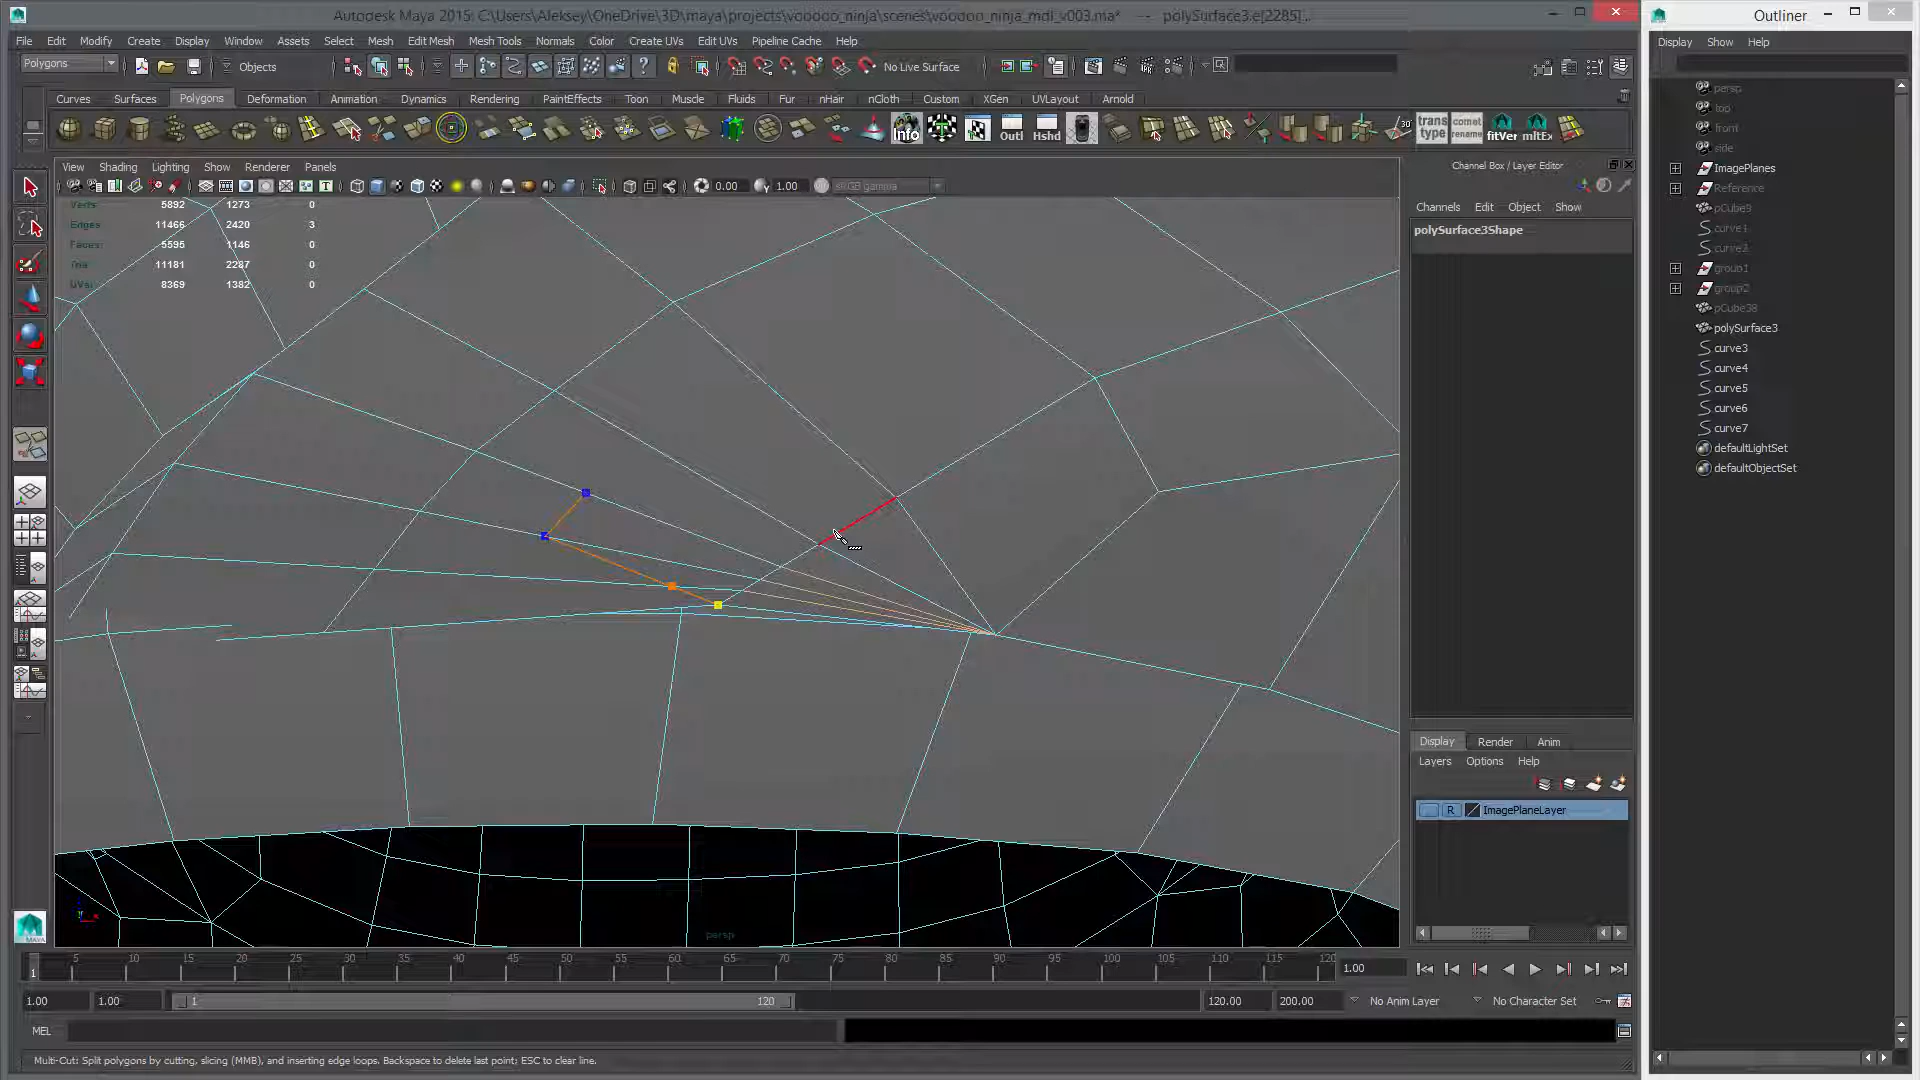 Autodesk Maya 2015: C:\Users\Aleksey\OneDrive\3D\maya\projects\voodoo_ninja\scenes\voodoo_ninja_mdl_v003.ma* --- polySurface3.e[2285]...
Outliner
File Edit Modify Create Display Window Assets Select Mesh Edit Mesh Mesh Tools Normals Color Create UVs Edit UVs Pipeline Cache Help
Display Show Help
Polygons Objects No Live Surface
Curves Surfaces Polygons Deformation Animation Dynamics Rendering PaintEffects Toon Muscle Fluids Fur nHair nCloth Custom XGen UVLayout Arnold
Info Outl Hshd 30 trans type comet rename fitVer mltEx
View Shading Lighting Show Renderer Panels
0.00 1.00 sRGB gamma
Verts 5892 1273 0
Edges: 11466 2420 3
Faces: 5595 1146 0
Tris: 11181 2287 0
UVs: 8369 1382 0
persp
Channel Box / Layer Editor
Channels Edit Object Show
polySurface3Shape
persp
top
front
side
ImagePlanes
Reference
pCube9
curve1
curve2
group1
group2
pCube38
polySurface3
curve3
curve4
curve5
curve6
curve7
defaultLightSet
defaultObjectSet
Display Render Anim
Layers Options Help
R ImagePlaneLayer
MAYA
1 5 10 15 20 25 30 35 40 45 50 55 60 65 70 75 80 85 90 95 100 105 110 115 120 1.00
1.00 1.00 1 120 120.00 200.00 No Anim Layer No Character Set
MEL
Multi-Cut: Split polygons by cutting, slicing (MMB), and inserting edge loops. Backspace to delete last point; ESC to clear line.